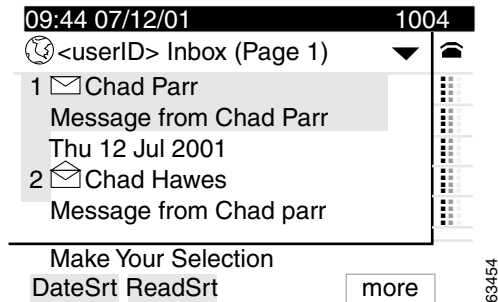 09:44 07/12/01 1004
<userID> Inbox (Page 1)
1 Chad Parr
Message from Chad Parr
Thu 12 Jul 2001
2 Chad Hawes
Message from Chad parr
Make Your Selection
DateSrt ReadSrt more
63454